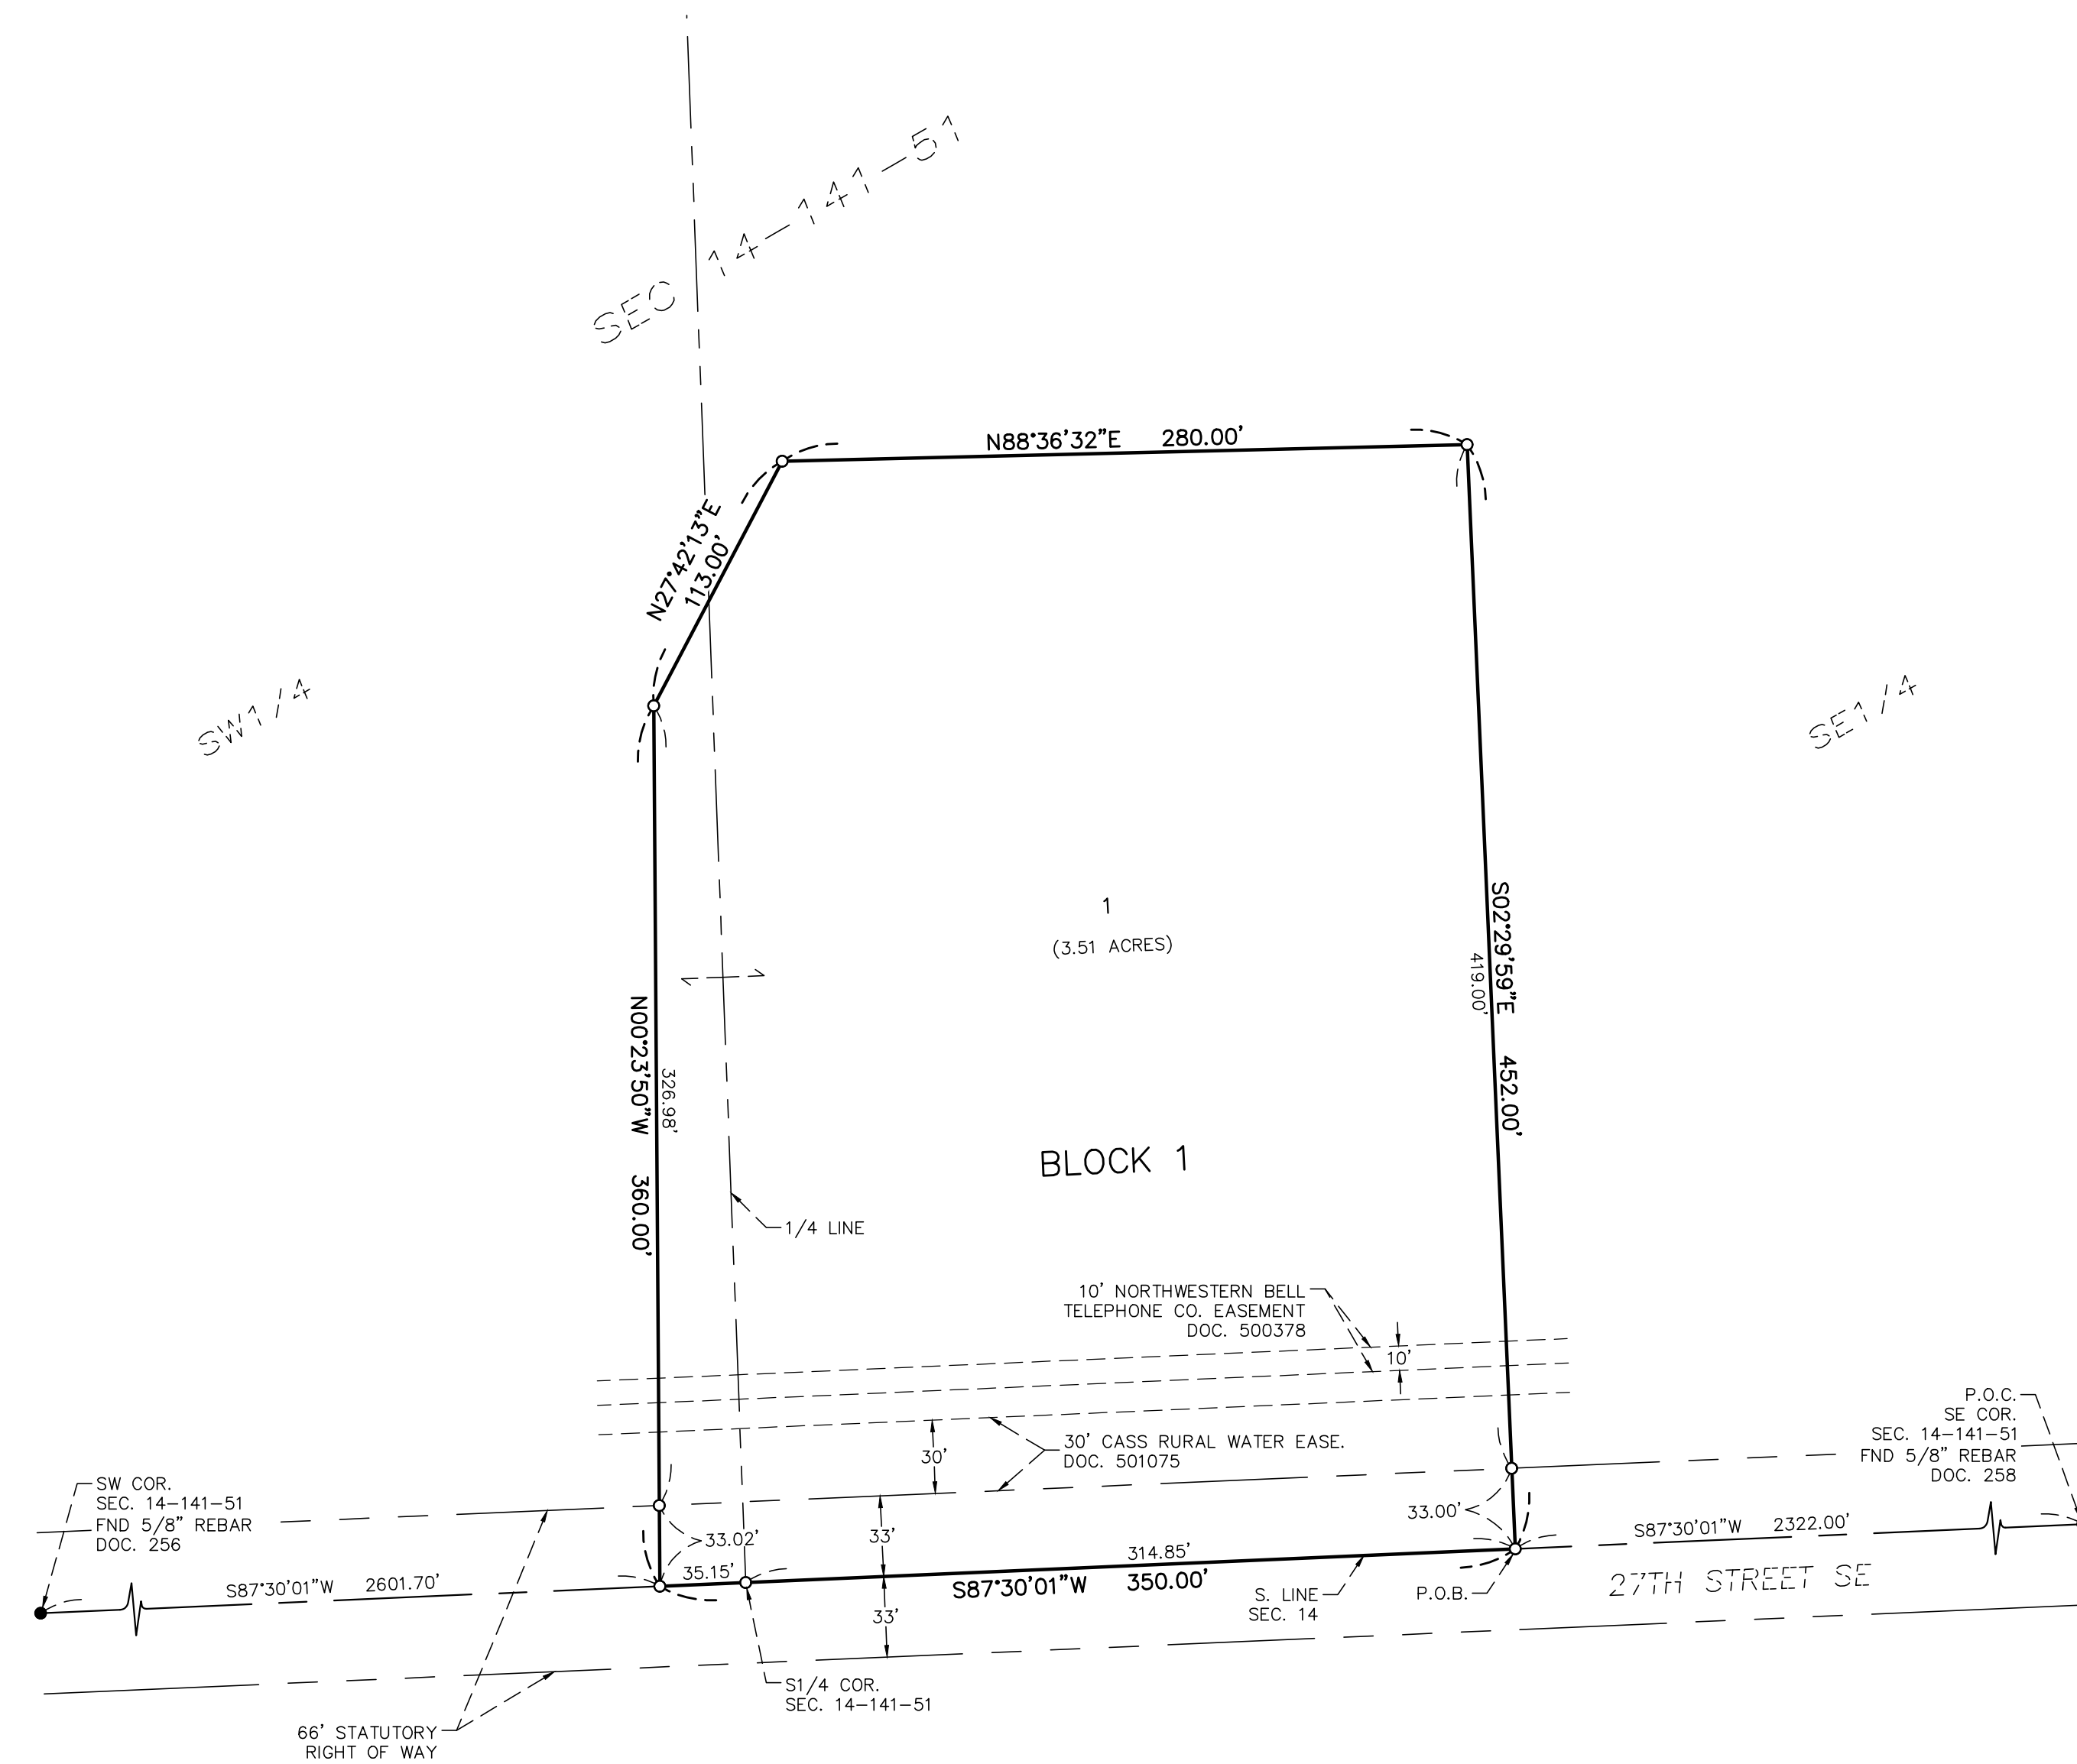 SEC 14-141-51
N88°36'32"E 280.00'
N27°42'13"E
113.00'
SW1/4
SE1/4
1
(3.51 ACRES)
S02°29'59"E 452.00'
419.00'
N00°23'50"W 360.00'
326.98'
BLOCK 1
1/4 LINE
10' NORTHWESTERN BELL
TELEPHONE CO. EASEMENT
DOC. 500378
10'
P.O.C.
SE COR.
SEC. 14-141-51
FND 5/8" REBAR
DOC. 258
30' CASS RURAL WATER EASE.
DOC. 501075
30'
SW COR.
SEC. 14-141-51
FND 5/8" REBAR
DOC. 256
33.00'
33.02'
33'
S87°30'01"W 2322.00'
314.85'
35.15'
S87°30'01"W 350.00'
S87°30'01"W 2601.70'
27TH STREET SE
S. LINE
SEC. 14
P.O.B.
33'
S1/4 COR.
SEC. 14-141-51
66' STATUTORY
RIGHT OF WAY